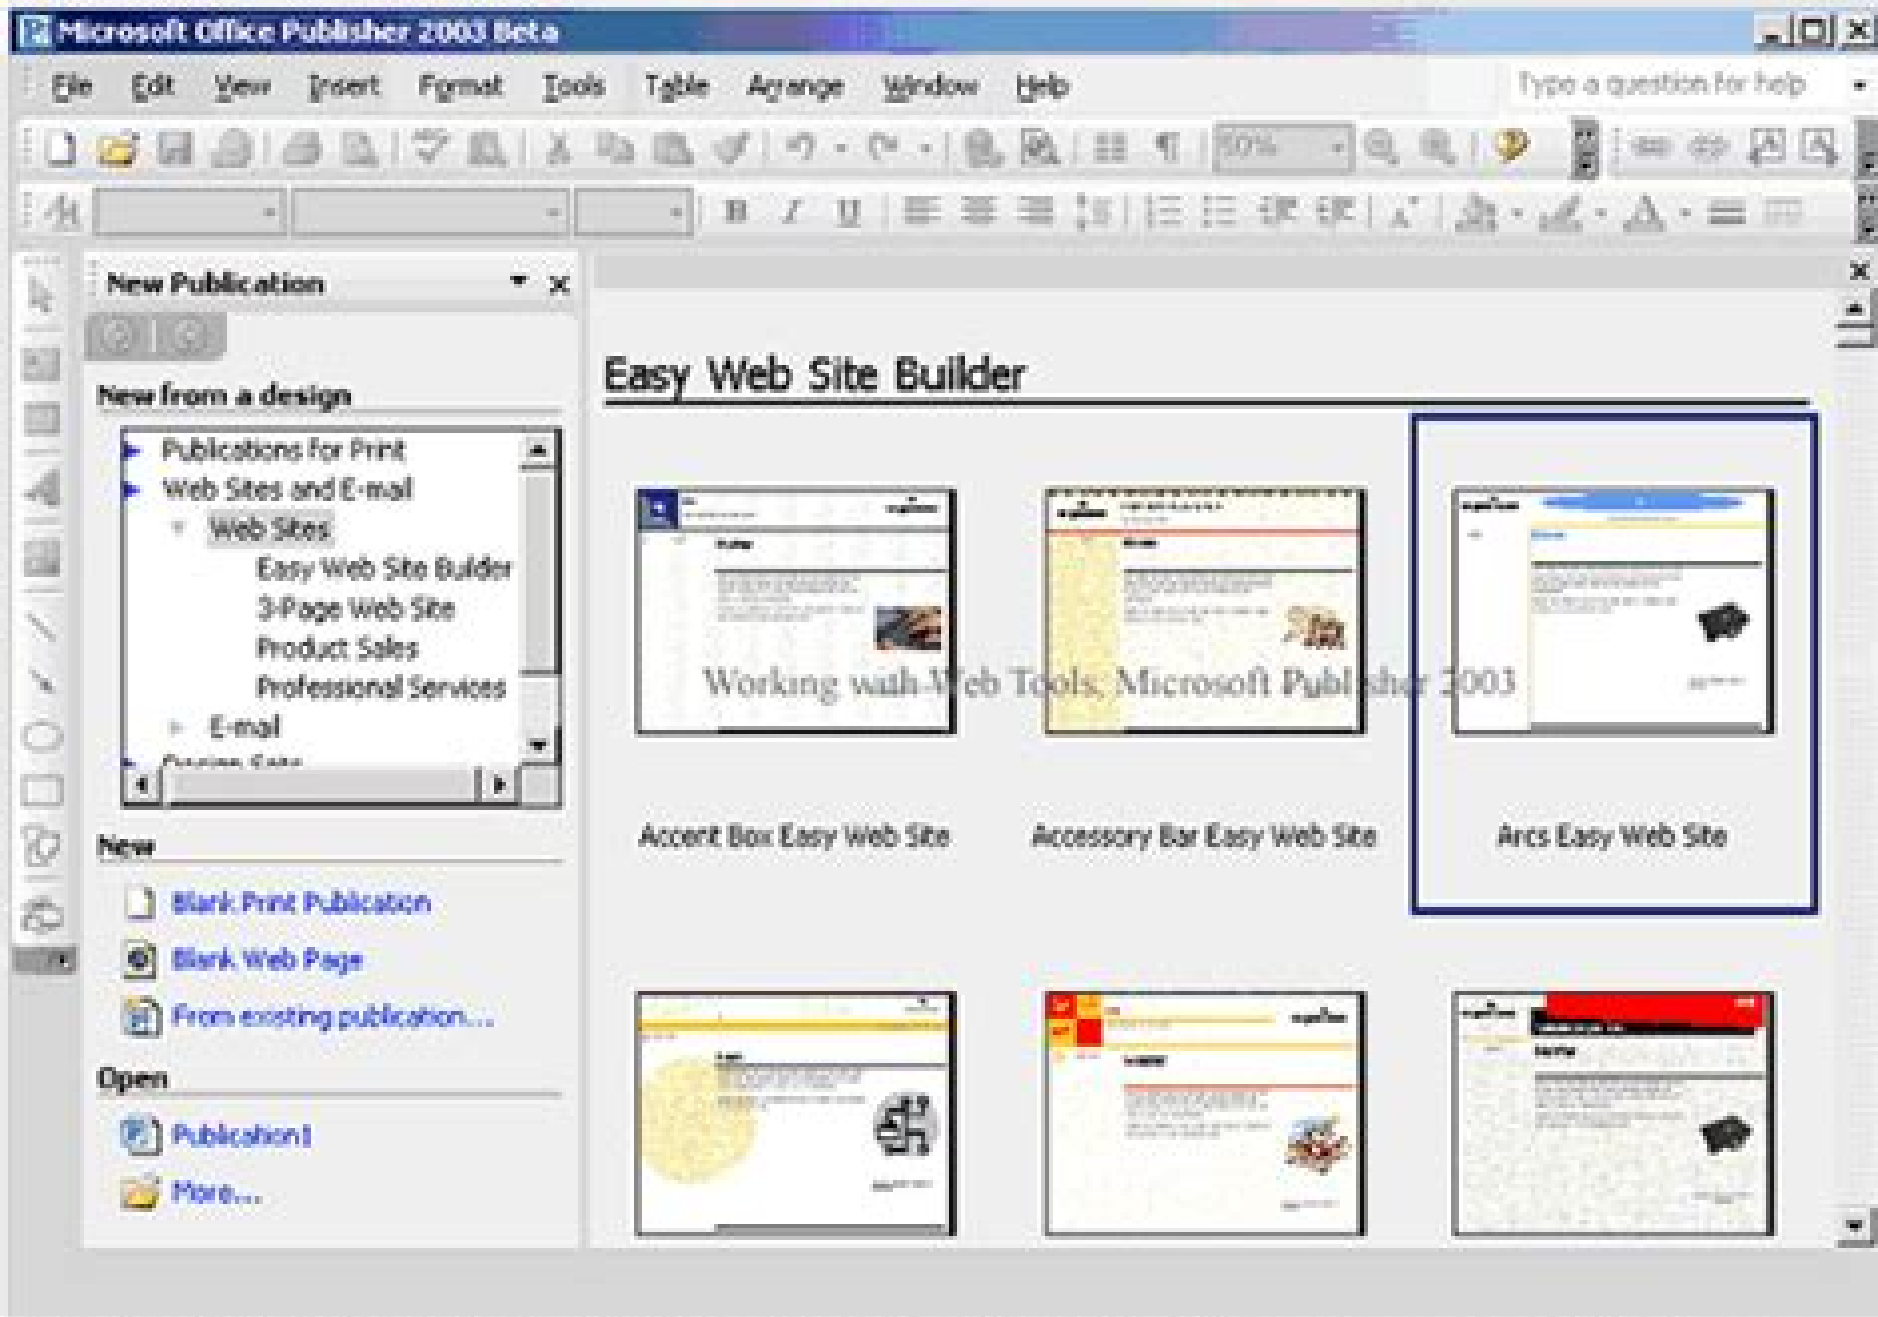 Microsoft Office Publisher 2003 Beta
File Edit View Insert Format Tools Table Arrange Window Help
Type a question for help
50%
B I U
New Publication
New from a design
Publications for Print
Web Sites and E-mail
Web Sites
Easy Web Site Builder
3-Page Web Site
Product Sales
Professional Services
E-mail
Design Sets
New
Blank Print Publication
Blank Web Page
From existing publication...
Open
Publication1
More...
Easy Web Site Builder
Working with Web Tools, Microsoft Publisher 2003
Accent Box Easy Web Site
Accessory Bar Easy Web Site
Arcs Easy Web Site